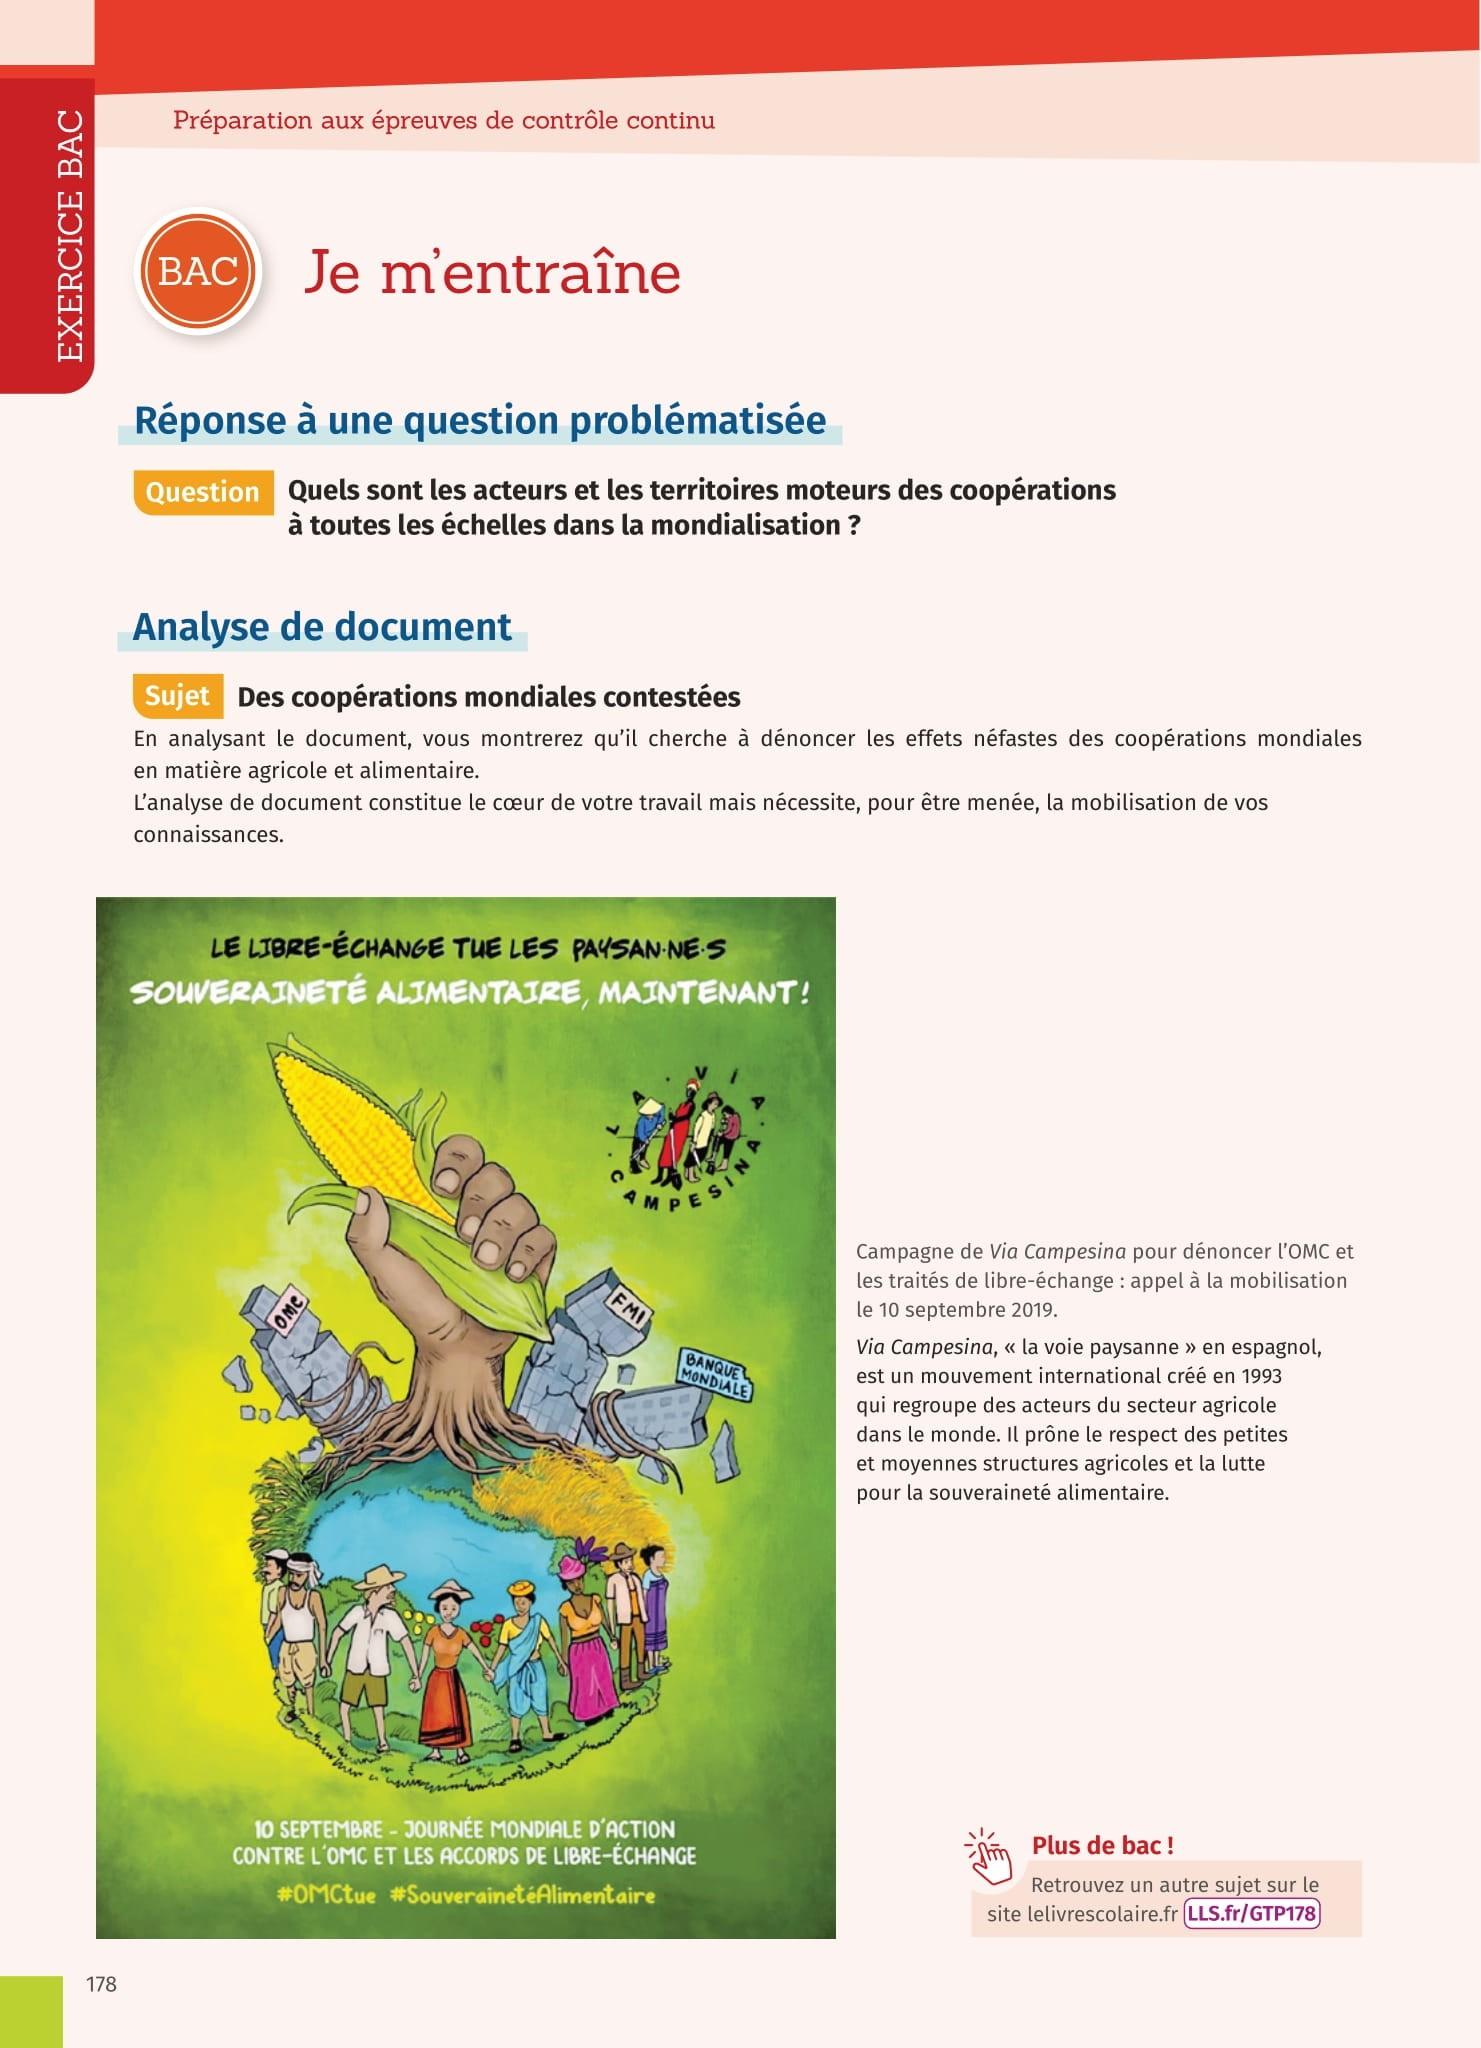 Préparation aux épreuves de contrôle continu
EXERCICE BAC
BAC
Je m'entraîne
Réponse à une question problématisée
Question
Quels sont les acteurs et les territoires moteurs des coopérations
à toutes les échelles dans la mondialisation ?
Analyse de document
Sujet
Des coopérations mondiales contestées
En analysant le document, vous montrerez qu'il cherche à dénoncer les effets néfastes des coopérations mondiales
en matière agricole et alimentaire.
L'analyse de document constitue le cœur de votre travail mais nécessite, pour être menée, la mobilisation de vos
connaissances.
LE LIBRE-ÉCHANGE TUE LES PAYSAN·NE·S
SOUVERAINETÉ ALIMENTAIRE, MAINTENANT!
LA VÍA CAMPESINA
OMC
FMI
BANQUE
MONDIALE
10 SEPTEMBRE - JOURNÉE MONDIALE D'ACTION
CONTRE L'OMC ET LES ACCORDS DE LIBRE-ÉCHANGE
#OMCtue #SouverainetéAlimentaire
Campagne de Via Campesina pour dénoncer l'OMC et
les traités de libre-échange : appel à la mobilisation
le 10 septembre 2019.
Via Campesina, « la voie paysanne » en espagnol,
est un mouvement international créé en 1993
qui regroupe des acteurs du secteur agricole
dans le monde. Il prône le respect des petites
et moyennes structures agricoles et la lutte
pour la souveraineté alimentaire.
Plus de bac !
Retrouvez un autre sujet sur le
site lelivrescolaire.fr LLS.fr/GTP178
178